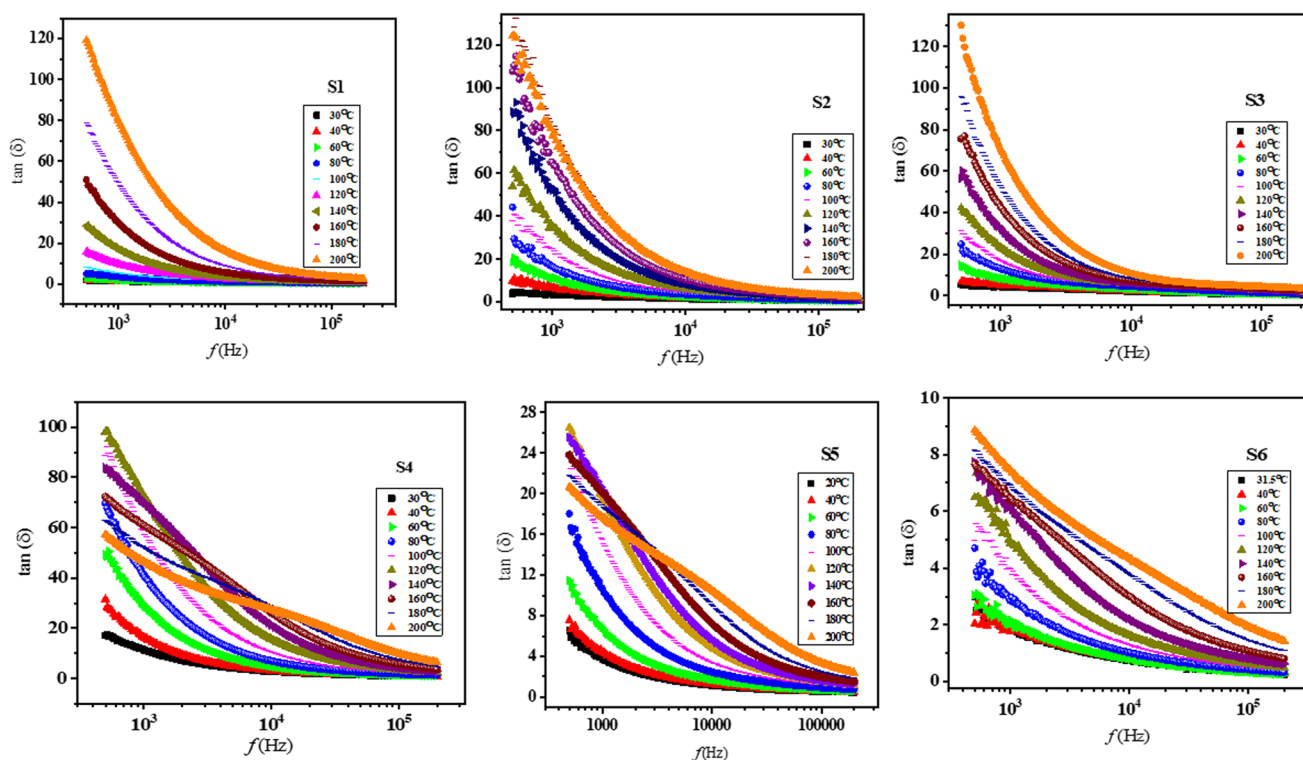 S1
tan (δ)
120
100
80
60
40
20
0
30°C
40°C
60°C
80°C
100°C
120°C
140°C
160°C
180°C
200°C
10³ 10⁴ 10⁵
f(Hz)
S2
tan (δ)
120
100
80
60
40
20
0
30°C
40°C
60°C
80°C
100°C
120°C
140°C
160°C
180°C
200°C
10³ 10⁴ 10⁵
f(Hz)
S3
tan (δ)
120
100
80
60
40
20
0
30°C
40°C
60°C
80°C
100°C
120°C
140°C
160°C
180°C
200°C
10³ 10⁴ 10⁵
f(Hz)
S4
tan (δ)
100
80
60
40
20
0
30°C
40°C
60°C
80°C
100°C
120°C
140°C
160°C
180°C
200°C
10³ 10⁴ 10⁵
f(Hz)
S5
tan (δ)
28
24
20
16
12
8
4
0
20°C
40°C
60°C
80°C
100°C
120°C
140°C
160°C
180°C
200°C
1000 10000 100000
f(Hz)
S6
tan (δ)
10
8
6
4
2
0
31.5°C
40°C
60°C
80°C
100°C
120°C
140°C
160°C
180°C
200°C
10³ 10⁴ 10⁵
f(Hz)